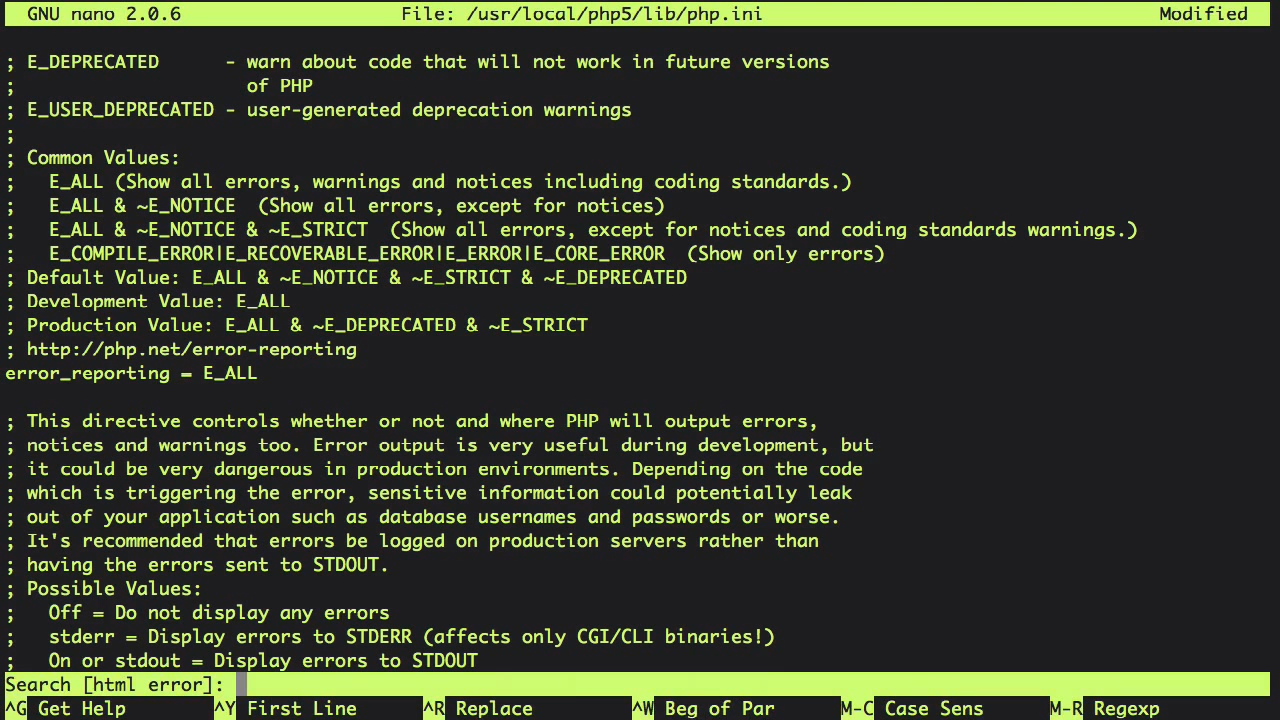 GNU nano 2.0.6 File: /usr/local/php5/lib/php.ini Modified
; E_DEPRECATED      - warn about code that will not work in future versions
;                     of PHP
; E_USER_DEPRECATED - user-generated deprecation warnings
;
; Common Values:
;   E_ALL (Show all errors, warnings and notices including coding standards.)
;   E_ALL & ~E_NOTICE  (Show all errors, except for notices)
;   E_ALL & ~E_NOTICE & ~E_STRICT  (Show all errors, except for notices and coding standards warnings.)
;   E_COMPILE_ERROR|E_RECOVERABLE_ERROR|E_ERROR|E_CORE_ERROR  (Show only errors)
; Default Value: E_ALL & ~E_NOTICE & ~E_STRICT & ~E_DEPRECATED
; Development Value: E_ALL
; Production Value: E_ALL & ~E_DEPRECATED & ~E_STRICT
; http://php.net/error-reporting
error_reporting = E_ALL
; This directive controls whether or not and where PHP will output errors,
; notices and warnings too. Error output is very useful during development, but
; it could be very dangerous in production environments. Depending on the code
; which is triggering the error, sensitive information could potentially leak
; out of your application such as database usernames and passwords or worse.
; It's recommended that errors be logged on production servers rather than
; having the errors sent to STDOUT.
; Possible Values:
;   Off = Do not display any errors
;   stderr = Display errors to STDERR (affects only CGI/CLI binaries!)
;   On or stdout = Display errors to STDOUT
Search [html error]:
^G Get Help ^Y First Line ^R Replace ^W Beg of Par M-C Case Sens M-R Regexp